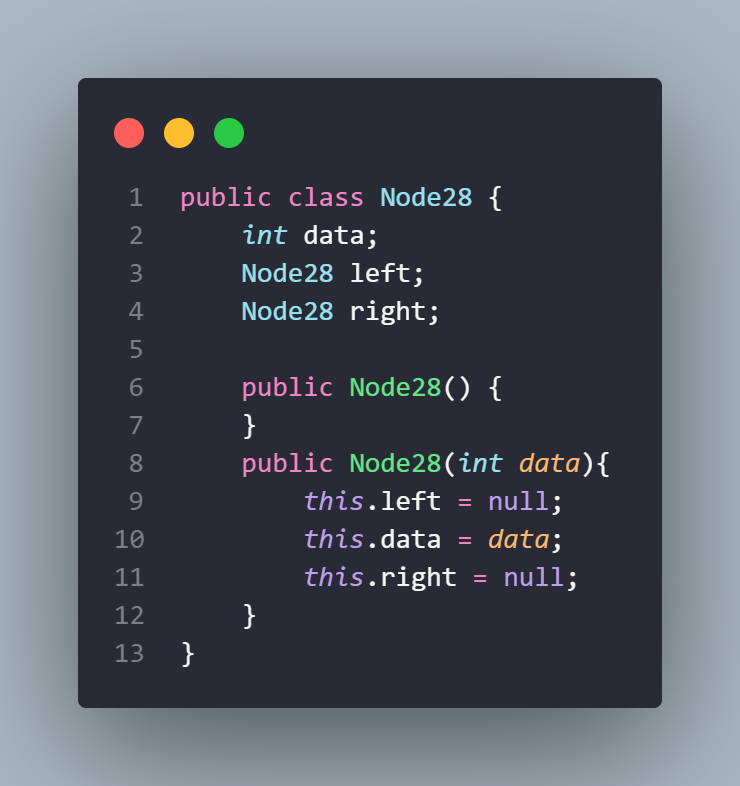 1 public class Node28 {
2     int data;
3     Node28 left;
4     Node28 right;
5
6     public Node28() {
7     }
8     public Node28(int data){
9         this.left = null;
10         this.data = data;
11         this.right = null;
12     }
13 }